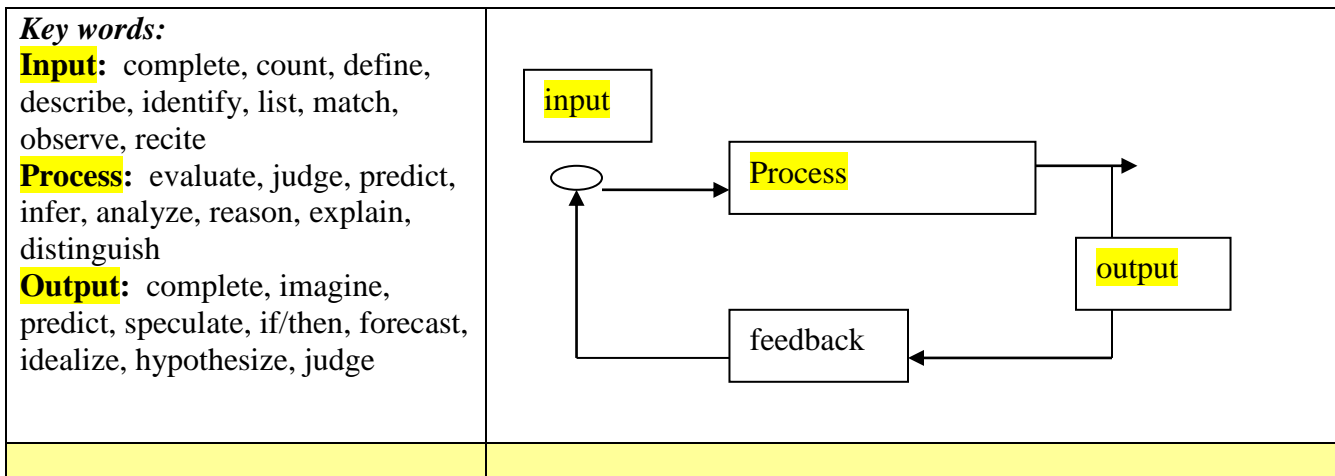 Key words:
Input: complete, count, define,
describe, identify, list, match,
observe, recite
Process: evaluate, judge, predict,
infer, analyze, reason, explain,
distinguish
Output: complete, imagine,
predict, speculate, if/then, forecast,
idealize, hypothesize, judge
input
Process
output
feedback